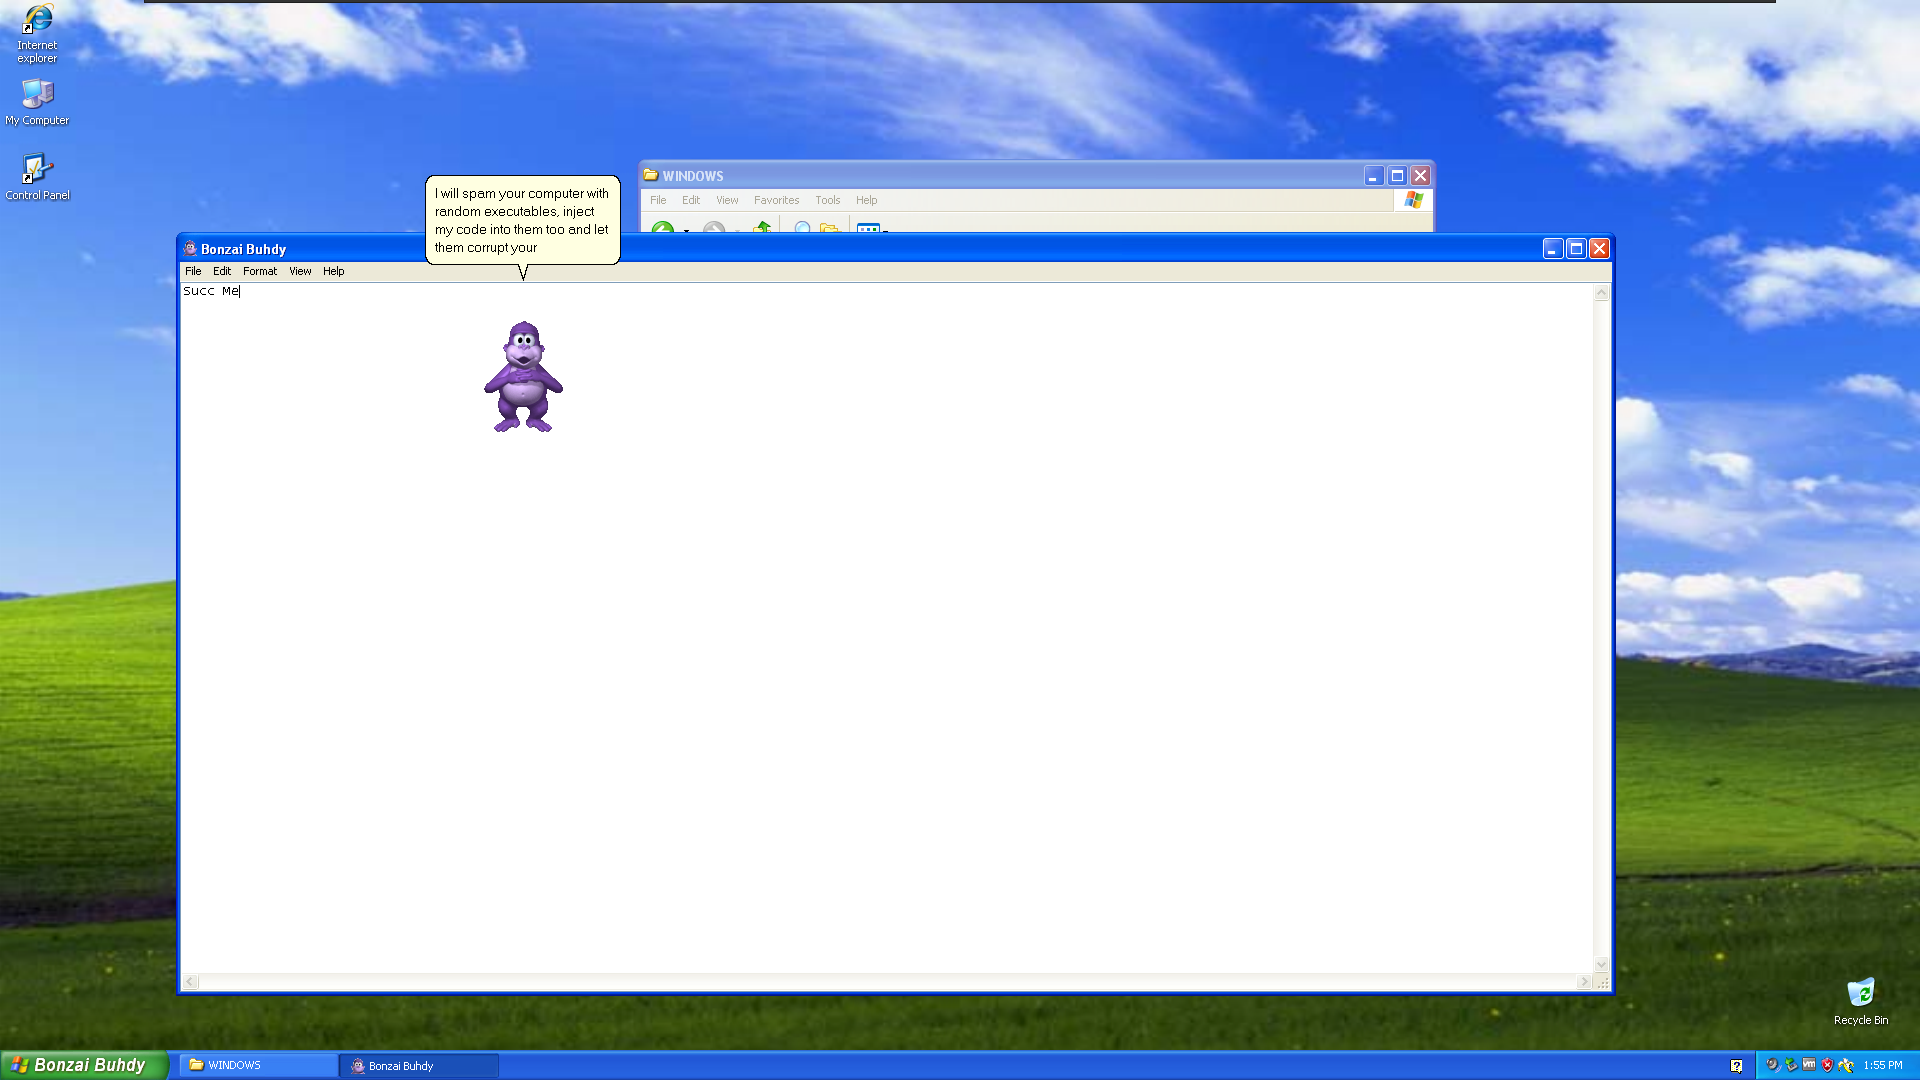 Internet
explorer
My Computer
Control Panel
WINDOWS
File Edit View Favorites Tools Help
I will spam your computer with
random executables, inject
my code into them too and let
them corrupt your
Bonzai Buhdy
File Edit Format View Help
Succ Me
Recycle Bin
Bonzai Buhdy
WINDOWS
Bonzai Buhdy
vm
1:55 PM